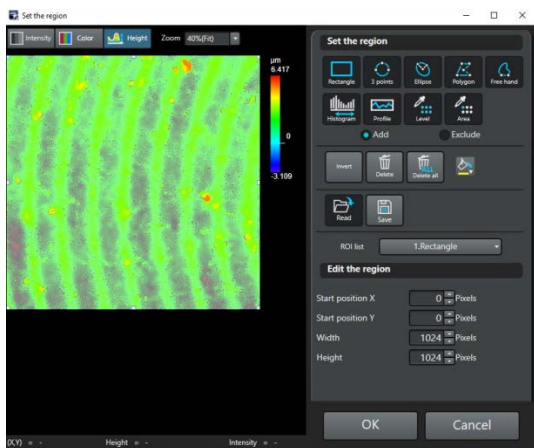 Set the region
Intensity Color Height Zoom 40%(Fit)
µm
6.417
0
-3.109
Set the region
Rectangle 3 points Ellipse Polygon Free hand
Histogram Profile Level Area
Add Exclude
Invert Delete Delete all
ALL
Read Save
ROI list 1.Rectangle
Edit the region
Start position X 0 Pixels
Start position Y 0 Pixels
Width 1024 Pixels
Height 1024 Pixels
OK Cancel
(X,Y) = - Height = - Intensity = -